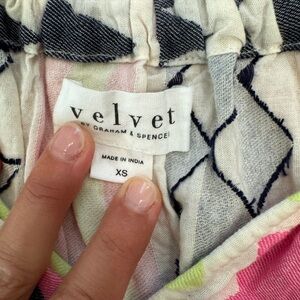 velvet
BY GRAHAM & SPENCER
MADE IN INDIA
XS